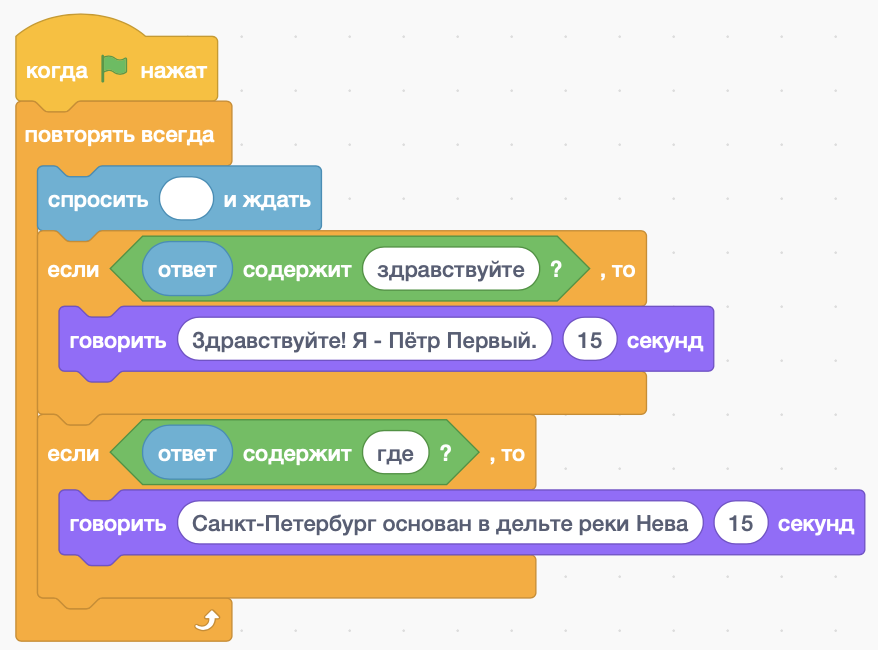 когда нажат
повторять всегда
спросить и ждать
если ответ содержит здравствуйте ? , то
говорить Здравствуйте! Я - Пётр Первый. 15 секунд
если ответ содержит где ? , то
говорить Санкт-Петербург основан в дельте реки Нева 15 секунд